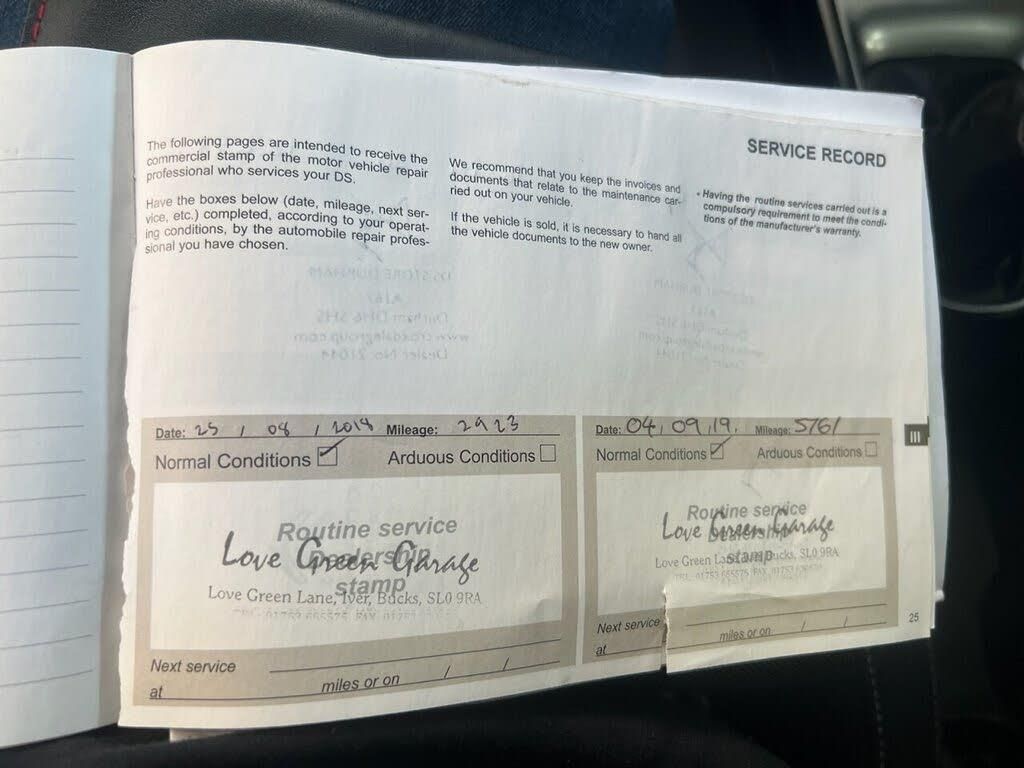 SERVICE RECORD
The following pages are intended to receive the
commercial stamp of the motor vehicle repair
professional who services your DS.
Have the boxes below (date, mileage, next ser-
vice, etc.) completed, according to your operat-
ing conditions, by the automobile repair profes-
sional you have chosen.
We recommend that you keep the invoices and
documents that relate to the maintenance car-
ried out on your vehicle.
If the vehicle is sold, it is necessary to hand all
the vehicle documents to the new owner.
• Having the routine services carried out is a
compulsory requirement to meet the condi-
tions of the manufacturer's warranty.
Date: 25 / 08 / 2018 Mileage: 2923
Normal Conditions Arduous Conditions
Routine service
Dealership
stamp
Love Green Garage
Love Green Lane, Iver, Bucks, SL0 9RA
Next service
at miles or on / /
Date: 04 / 09 / 19. Mileage: 5761
Normal Conditions Arduous Conditions
Routine service
Dealership
stamp
Love Green Garage
Love Green Bucks, SL0 9RA
TEL: 01753 655575 FAX
Next service
at miles or on / /
III
25